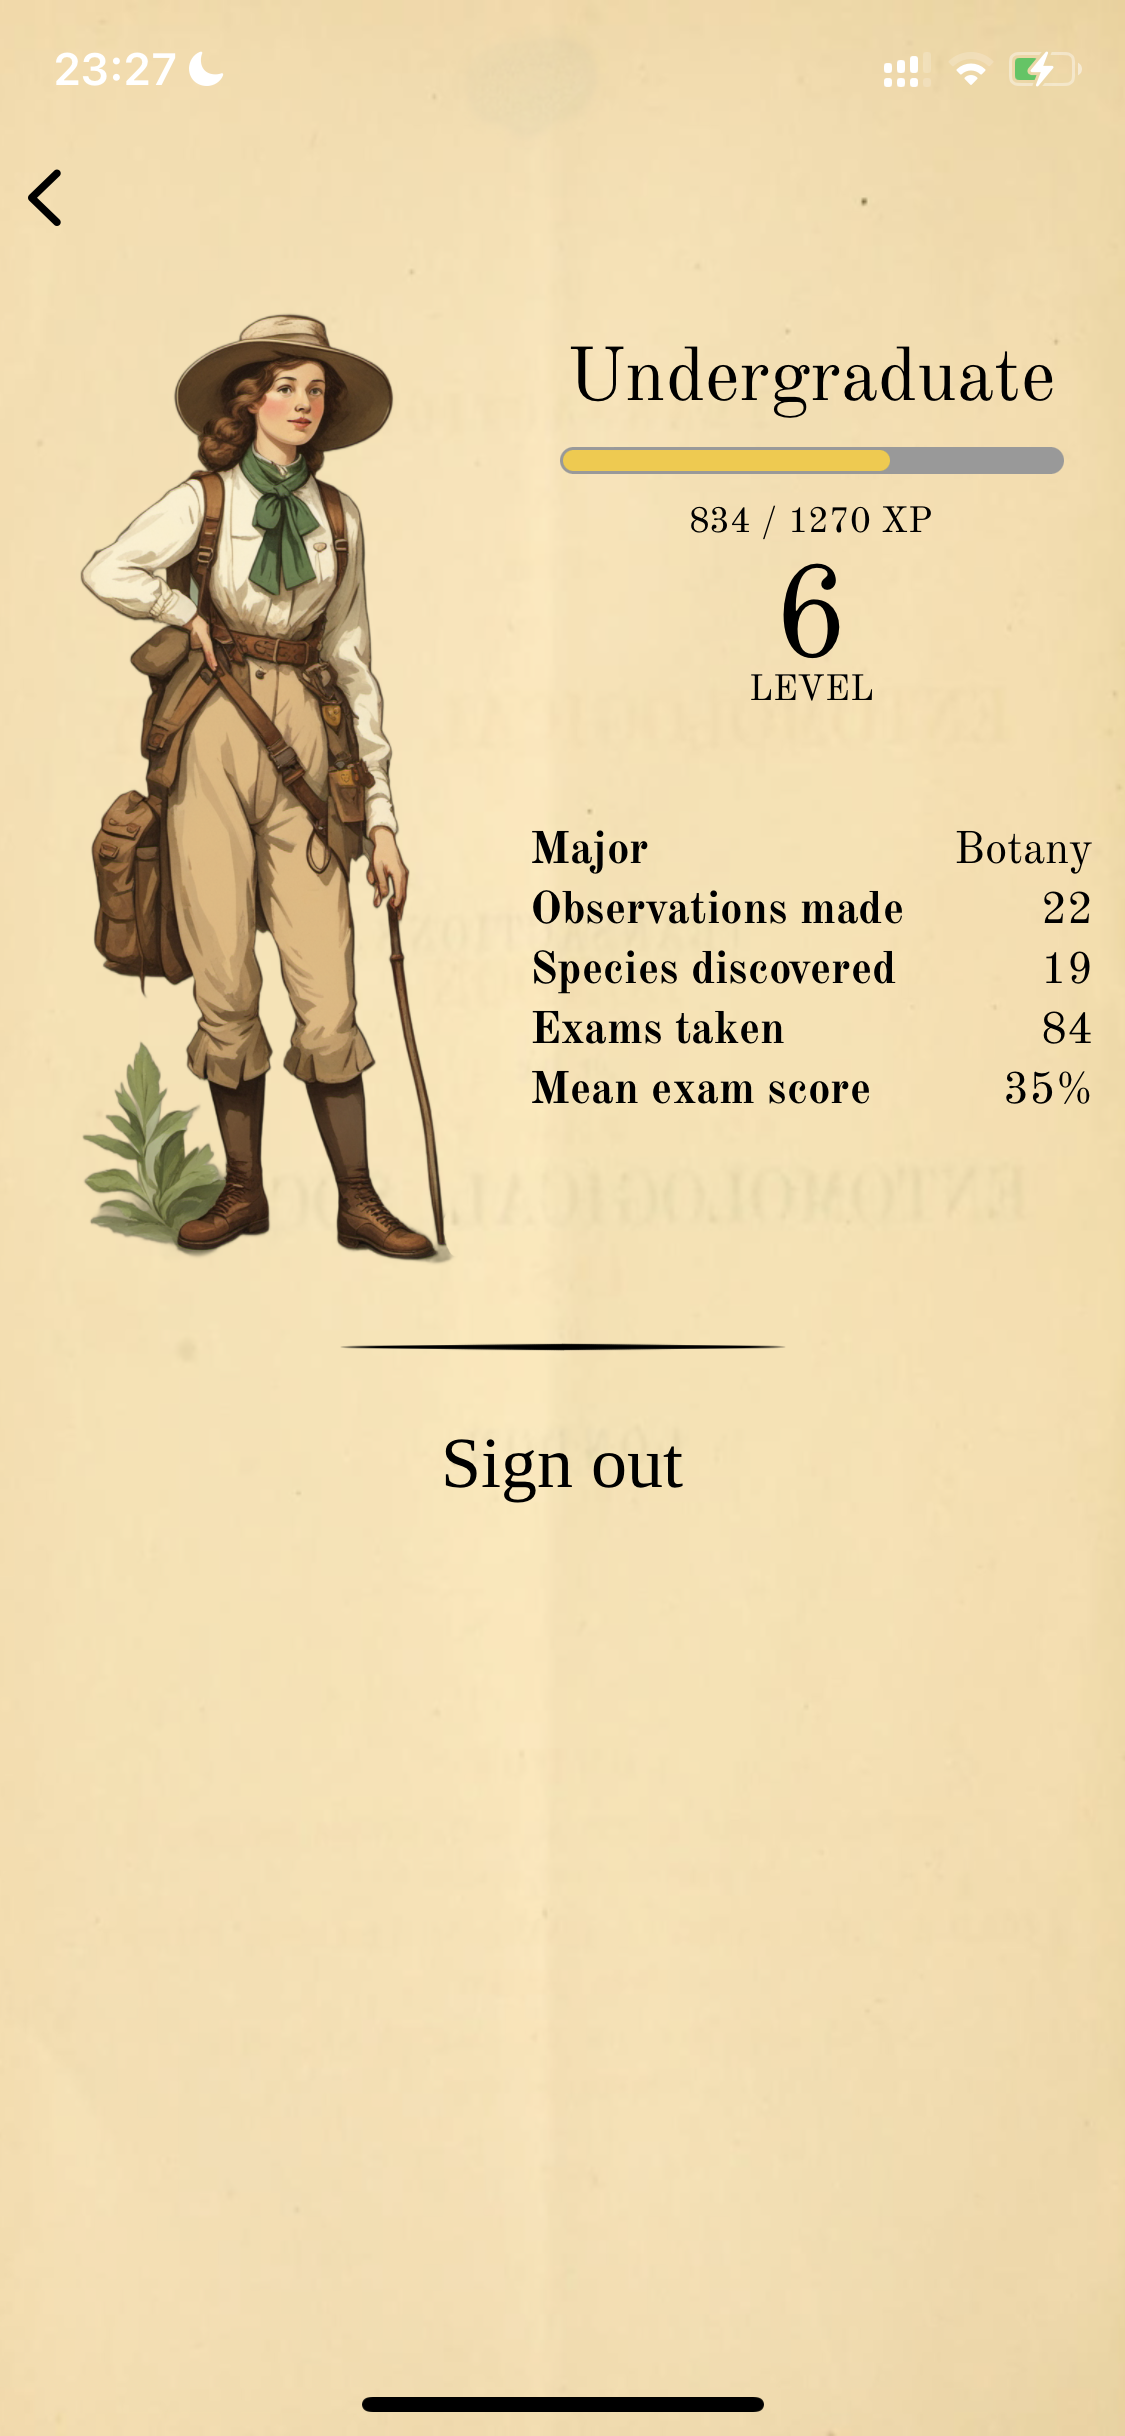 23:27
Undergraduate
834 / 1270 XP
6
LEVEL
Major Botany
Observations made 22
Species discovered 19
Exams taken 84
Mean exam score 35%
Sign out